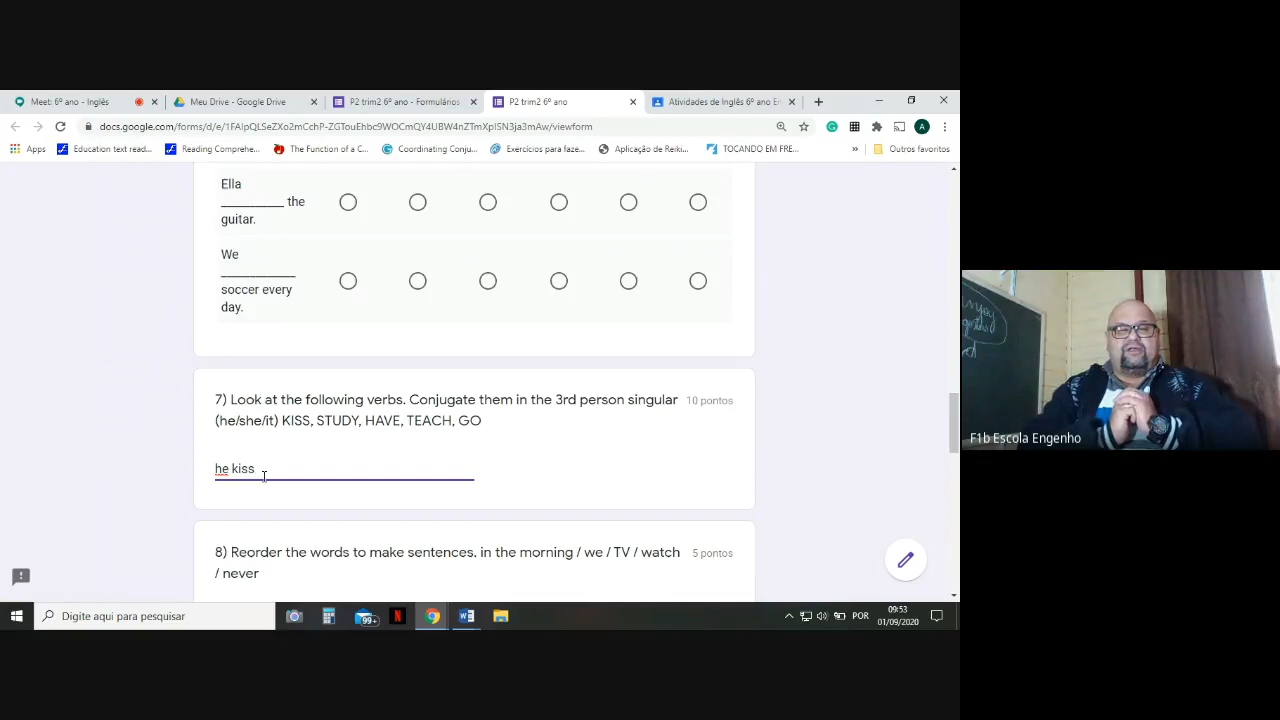 Meet: 6º ano - Inglês
Meu Drive - Google Drive
P2 trim2 6º ano - Formulários
P2 trim2 6º ano
Atividades de Inglês 6º ano En
docs.google.com/forms/d/e/1FAIpQLSeZXo2mCchP-ZGTouEhbc9WOCmQY4UBW4nZTmXpISN3ja3mAw/viewform
A
Apps
Education text read...
Reading Comprehe...
The Function of a C...
Coordinating Conju...
Exercícios para faze...
Aplicação de Reiki...
TOCANDO EM FRE...
»
Outros favoritos
Ella
__________ the
guitar.
We
____________
soccer every
day.
7) Look at the following verbs. Conjugate them in the 3rd person singular
10 pontos
(he/she/it) KISS, STUDY, HAVE, TEACH, GO
he kiss
8) Reorder the words to make sentences. in the morning / we / TV / watch
5 pontos
/ never
F1b Escola Engenho
Digite aqui para pesquisar
99+
N
POR
09:53
01/09/2020